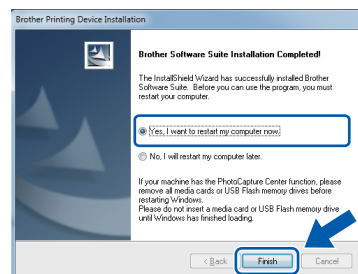 Brother Printing Device Installation
Brother Software Suite Installation Completed!
The InstallShield Wizard has successfully installed Brother
Software Suite. Before you can use the program, you must
restart your computer.
Yes, I want to restart my computer now.
No, I will restart my computer later.
If your machine has the PhotoCapture Center function, please
remove all media cards or USB Flash memory drives before
restarting Windows.
Please do not insert a media card or USB Flash memory drive
until Windows has finished loading.
< Back
Finish
Cancel